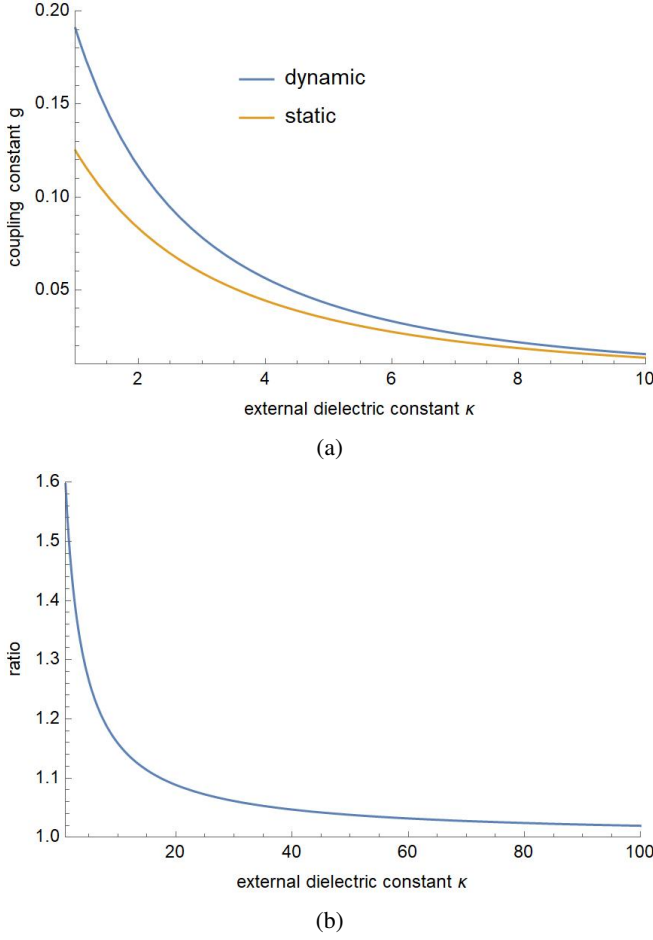 0.20
0.15
0.10
0.05
coupling constant g
dynamic
static
2 4 6 8 10
external dielectric constant κ
(a)
1.6
1.5
1.4
1.3
1.2
1.1
1.0
ratio
20 40 60 80 100
external dielectric constant κ
(b)